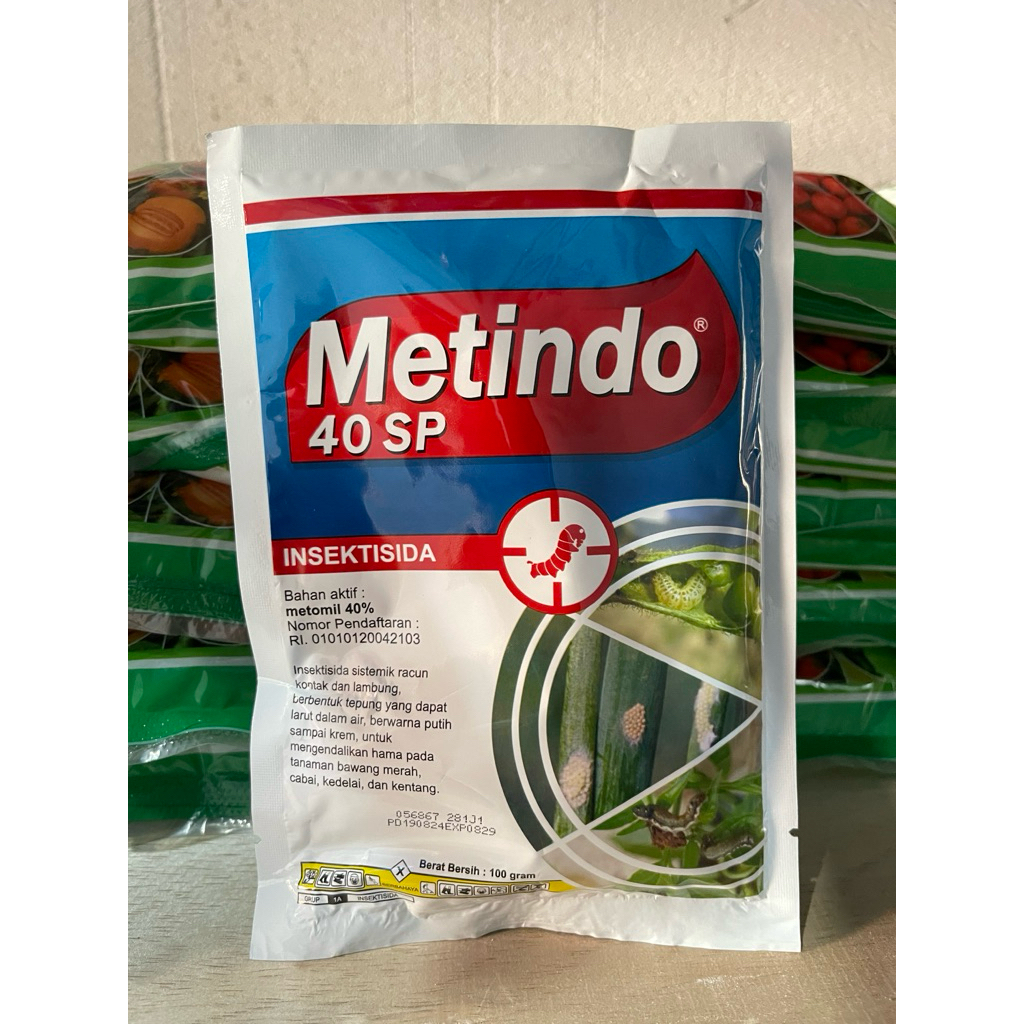 Metindo®
40 SP
INSEKTISIDA
Bahan aktif :
metomil 40%
Nomor Pendaftaran :
RI. 01010120042103
Insektisida sistemik racun
kontak dan lambung,
berbentuk tepung yang dapat
larut dalam air, berwarna putih
sampai krem, untuk
mengendalikan hama pada
tanaman bawang merah,
cabai, kedelai, dan kentang.
056867 281J1
PD190824EXP0829
Berat Bersih : 100 gram
GRUP 1A INSEKTISIDA